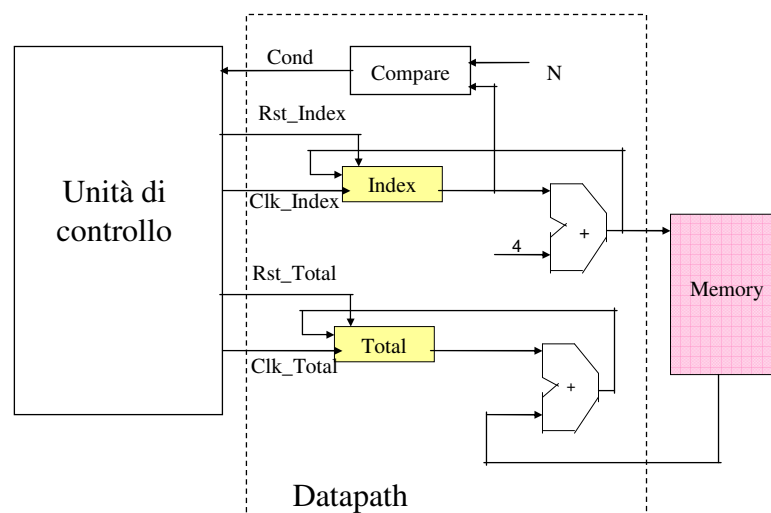 Cond
Compare
N
Rst_Index
Index
Unità di
controllo
Clk_Index
+
4
Memory
Rst_Total
Total
Clk_Total
+
Datapath